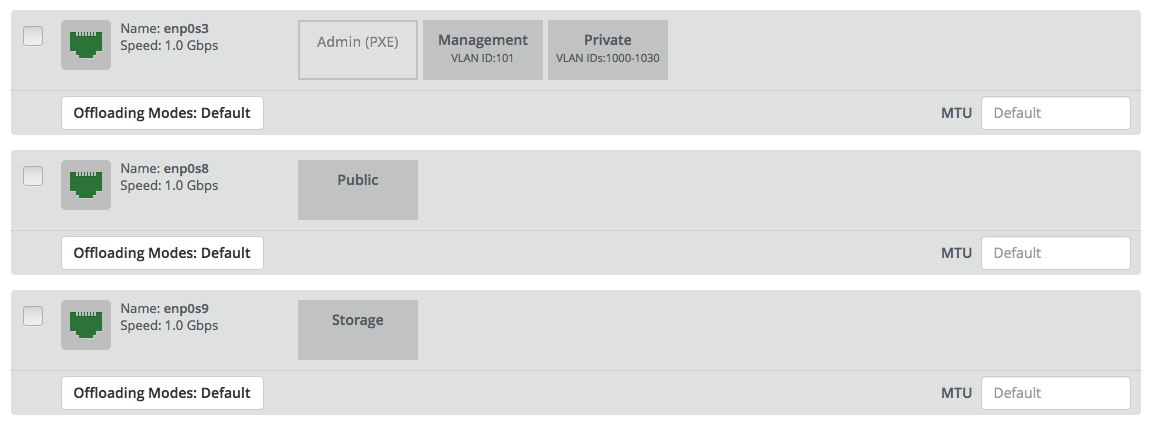 Name: enp0s3
Speed: 1.0 Gbps
Admin (PXE)
Management
VLAN ID:101
Private
VLAN IDs:1000-1030
Offloading Modes: Default
MTU
Default
Name: enp0s8
Speed: 1.0 Gbps
Public
Offloading Modes: Default
MTU
Default
Name: enp0s9
Speed: 1.0 Gbps
Storage
Offloading Modes: Default
MTU
Default